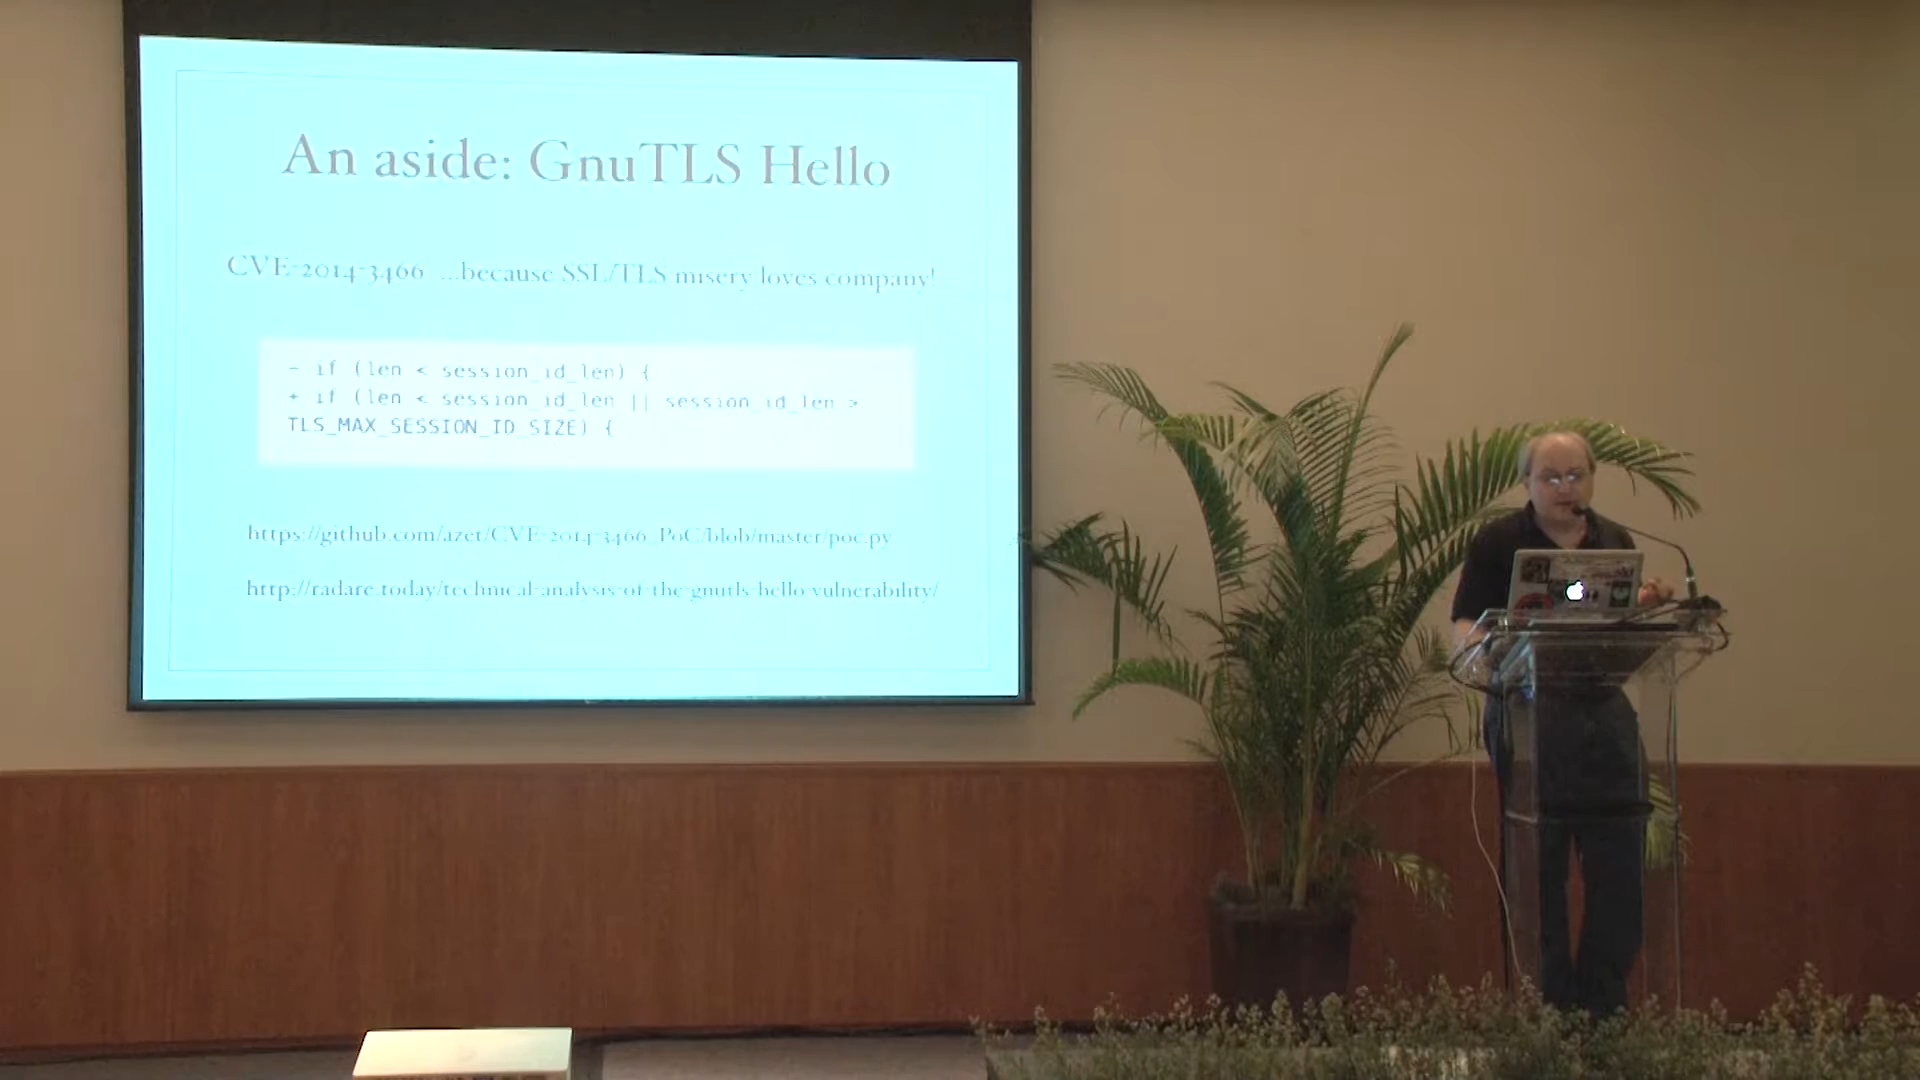 An aside: GnuTLS Hello
CVE-2014-3466 ...because SSL/TLS misery loves company!
- if (len < session_id_len) {
+ if (len < session_id_len || session_id_len >
TLS_MAX_SESSION_ID_SIZE) {
https://github.com/azet/CVE-2014-3466_PoC/blob/master/poc.py
http://radare.today/technical-analysis-of-the-gnutls-hello-vulnerability/